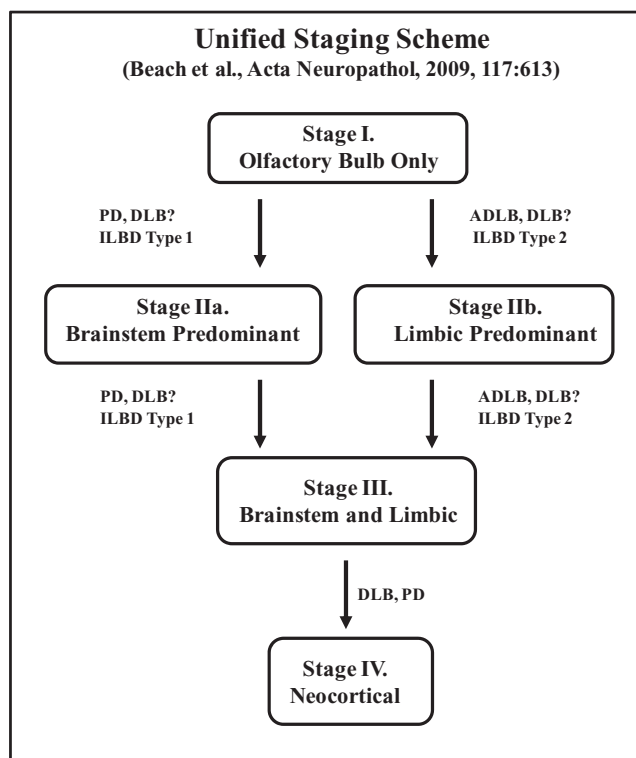 Unified Staging Scheme
(Beach et al., Acta Neuropathol, 2009, 117:613)
Stage I.
Olfactory Bulb Only
PD, DLB?
ILBD Type 1
ADLB, DLB?
ILBD Type 2
Stage IIa.
Brainstem Predominant
Stage IIb.
Limbic Predominant
PD, DLB?
ILBD Type 1
ADLB, DLB?
ILBD Type 2
Stage III.
Brainstem and Limbic
DLB, PD
Stage IV.
Neocortical